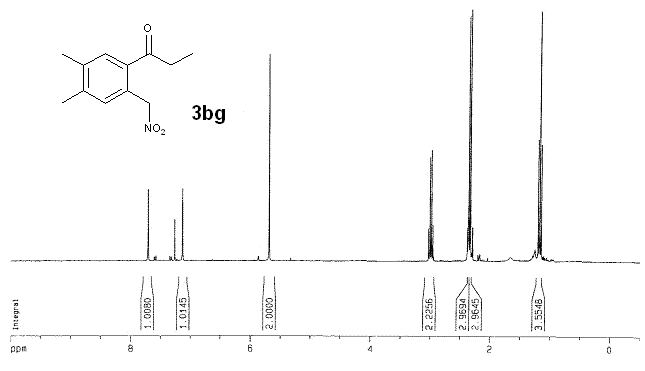 O
NO2
3bg
Integral
1.0080
1.0145
2.0000
2.2256
2.9694
2.9645
3.5548
ppm 8 6 4 2 0